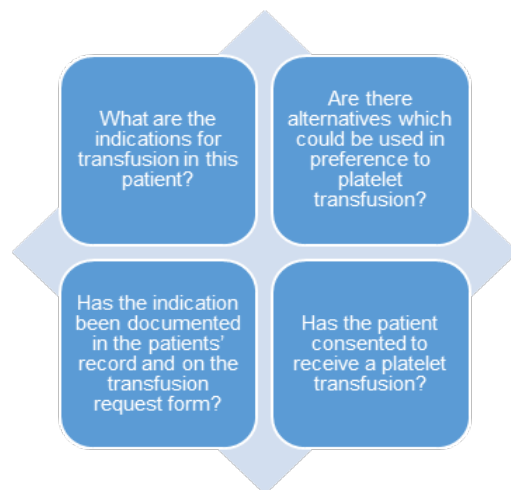 What are the
indications for
transfusion in this
patient?
Are there
alternatives which
could be used in
preference to
platelet
transfusion?
Has the indication
been documented
in the patients’
record and on the
transfusion
request form?
Has the patient
consented to
receive a platelet
transfusion?